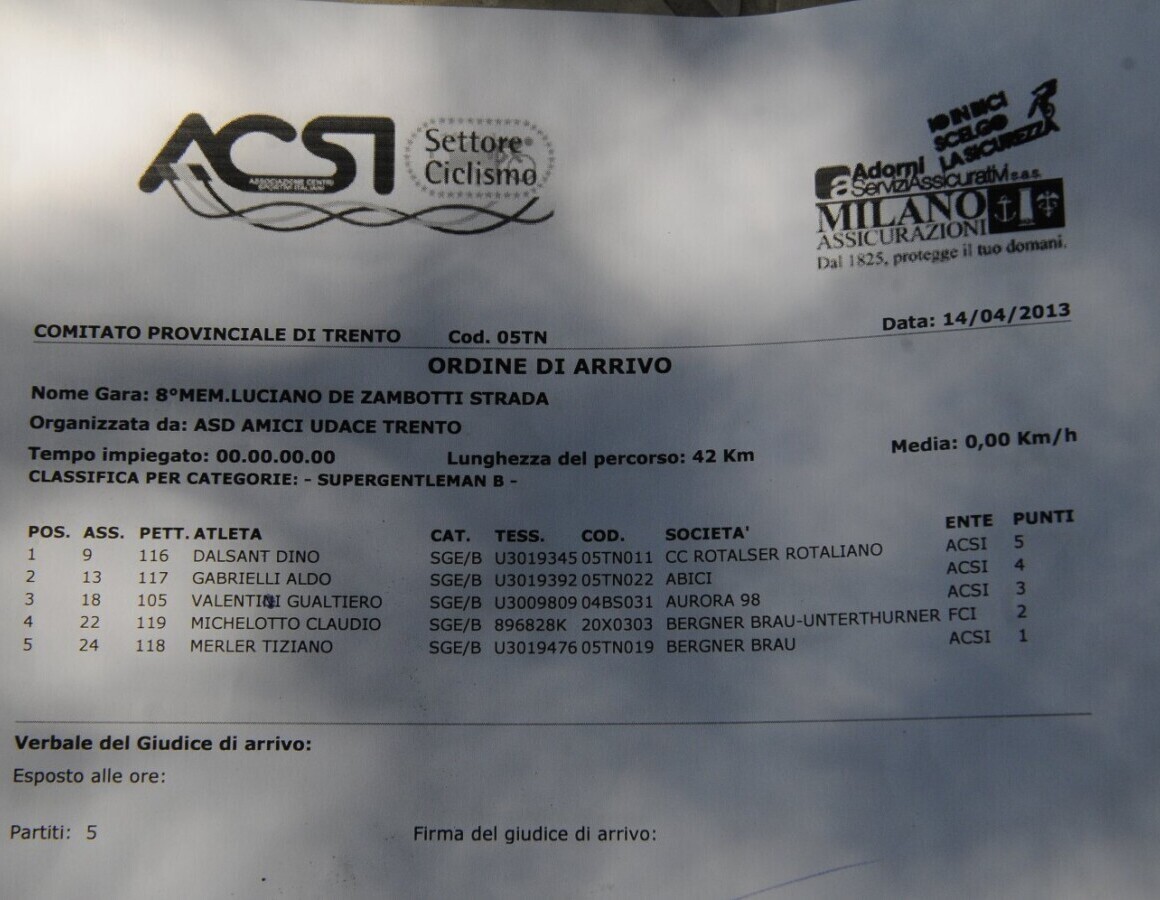 ACSI
ASSOCIAZIONE CENTRI
SPORTIVI ITALIANI
Settore
Ciclismo
IO IN BICI
SCELGO
LA SICUREZZA
a Adorni
ServiziAssicurativi s.a.s.
MILANO
ASSICURAZIONI
Dal 1825, protegge il tuo domani.
COMITATO PROVINCIALE DI TRENTO Cod. 05TN Data: 14/04/2013
ORDINE DI ARRIVO
Nome Gara: 8°MEM.LUCIANO DE ZAMBOTTI STRADA
Organizzata da: ASD AMICI UDACE TRENTO
Tempo impiegato: 00.00.00.00 Lunghezza del percorso: 42 Km Media: 0,00 Km/h
CLASSIFICA PER CATEGORIE: - SUPERGENTLEMAN B -
POS. ASS. PETT. ATLETA CAT. TESS. COD. SOCIETA' ENTE PUNTI
1 9 116 DALSANT DINO SGE/B U3019345 05TN011 CC ROTALSER ROTALIANO ACSI 5
2 13 117 GABRIELLI ALDO SGE/B U3019392 05TN022 ABICI ACSI 4
3 18 105 VALENTINI GUALTIERO SGE/B U3009809 04BS031 AURORA 98 ACSI 3
4 22 119 MICHELOTTO CLAUDIO SGE/B 896828K 20X0303 BERGNER BRAU-UNTERTHURNER FCI 2
5 24 118 MERLER TIZIANO SGE/B U3019476 05TN019 BERGNER BRAU ACSI 1
Verbale del Giudice di arrivo:
Esposto alle ore:
Partiti: 5 Firma del giudice di arrivo: